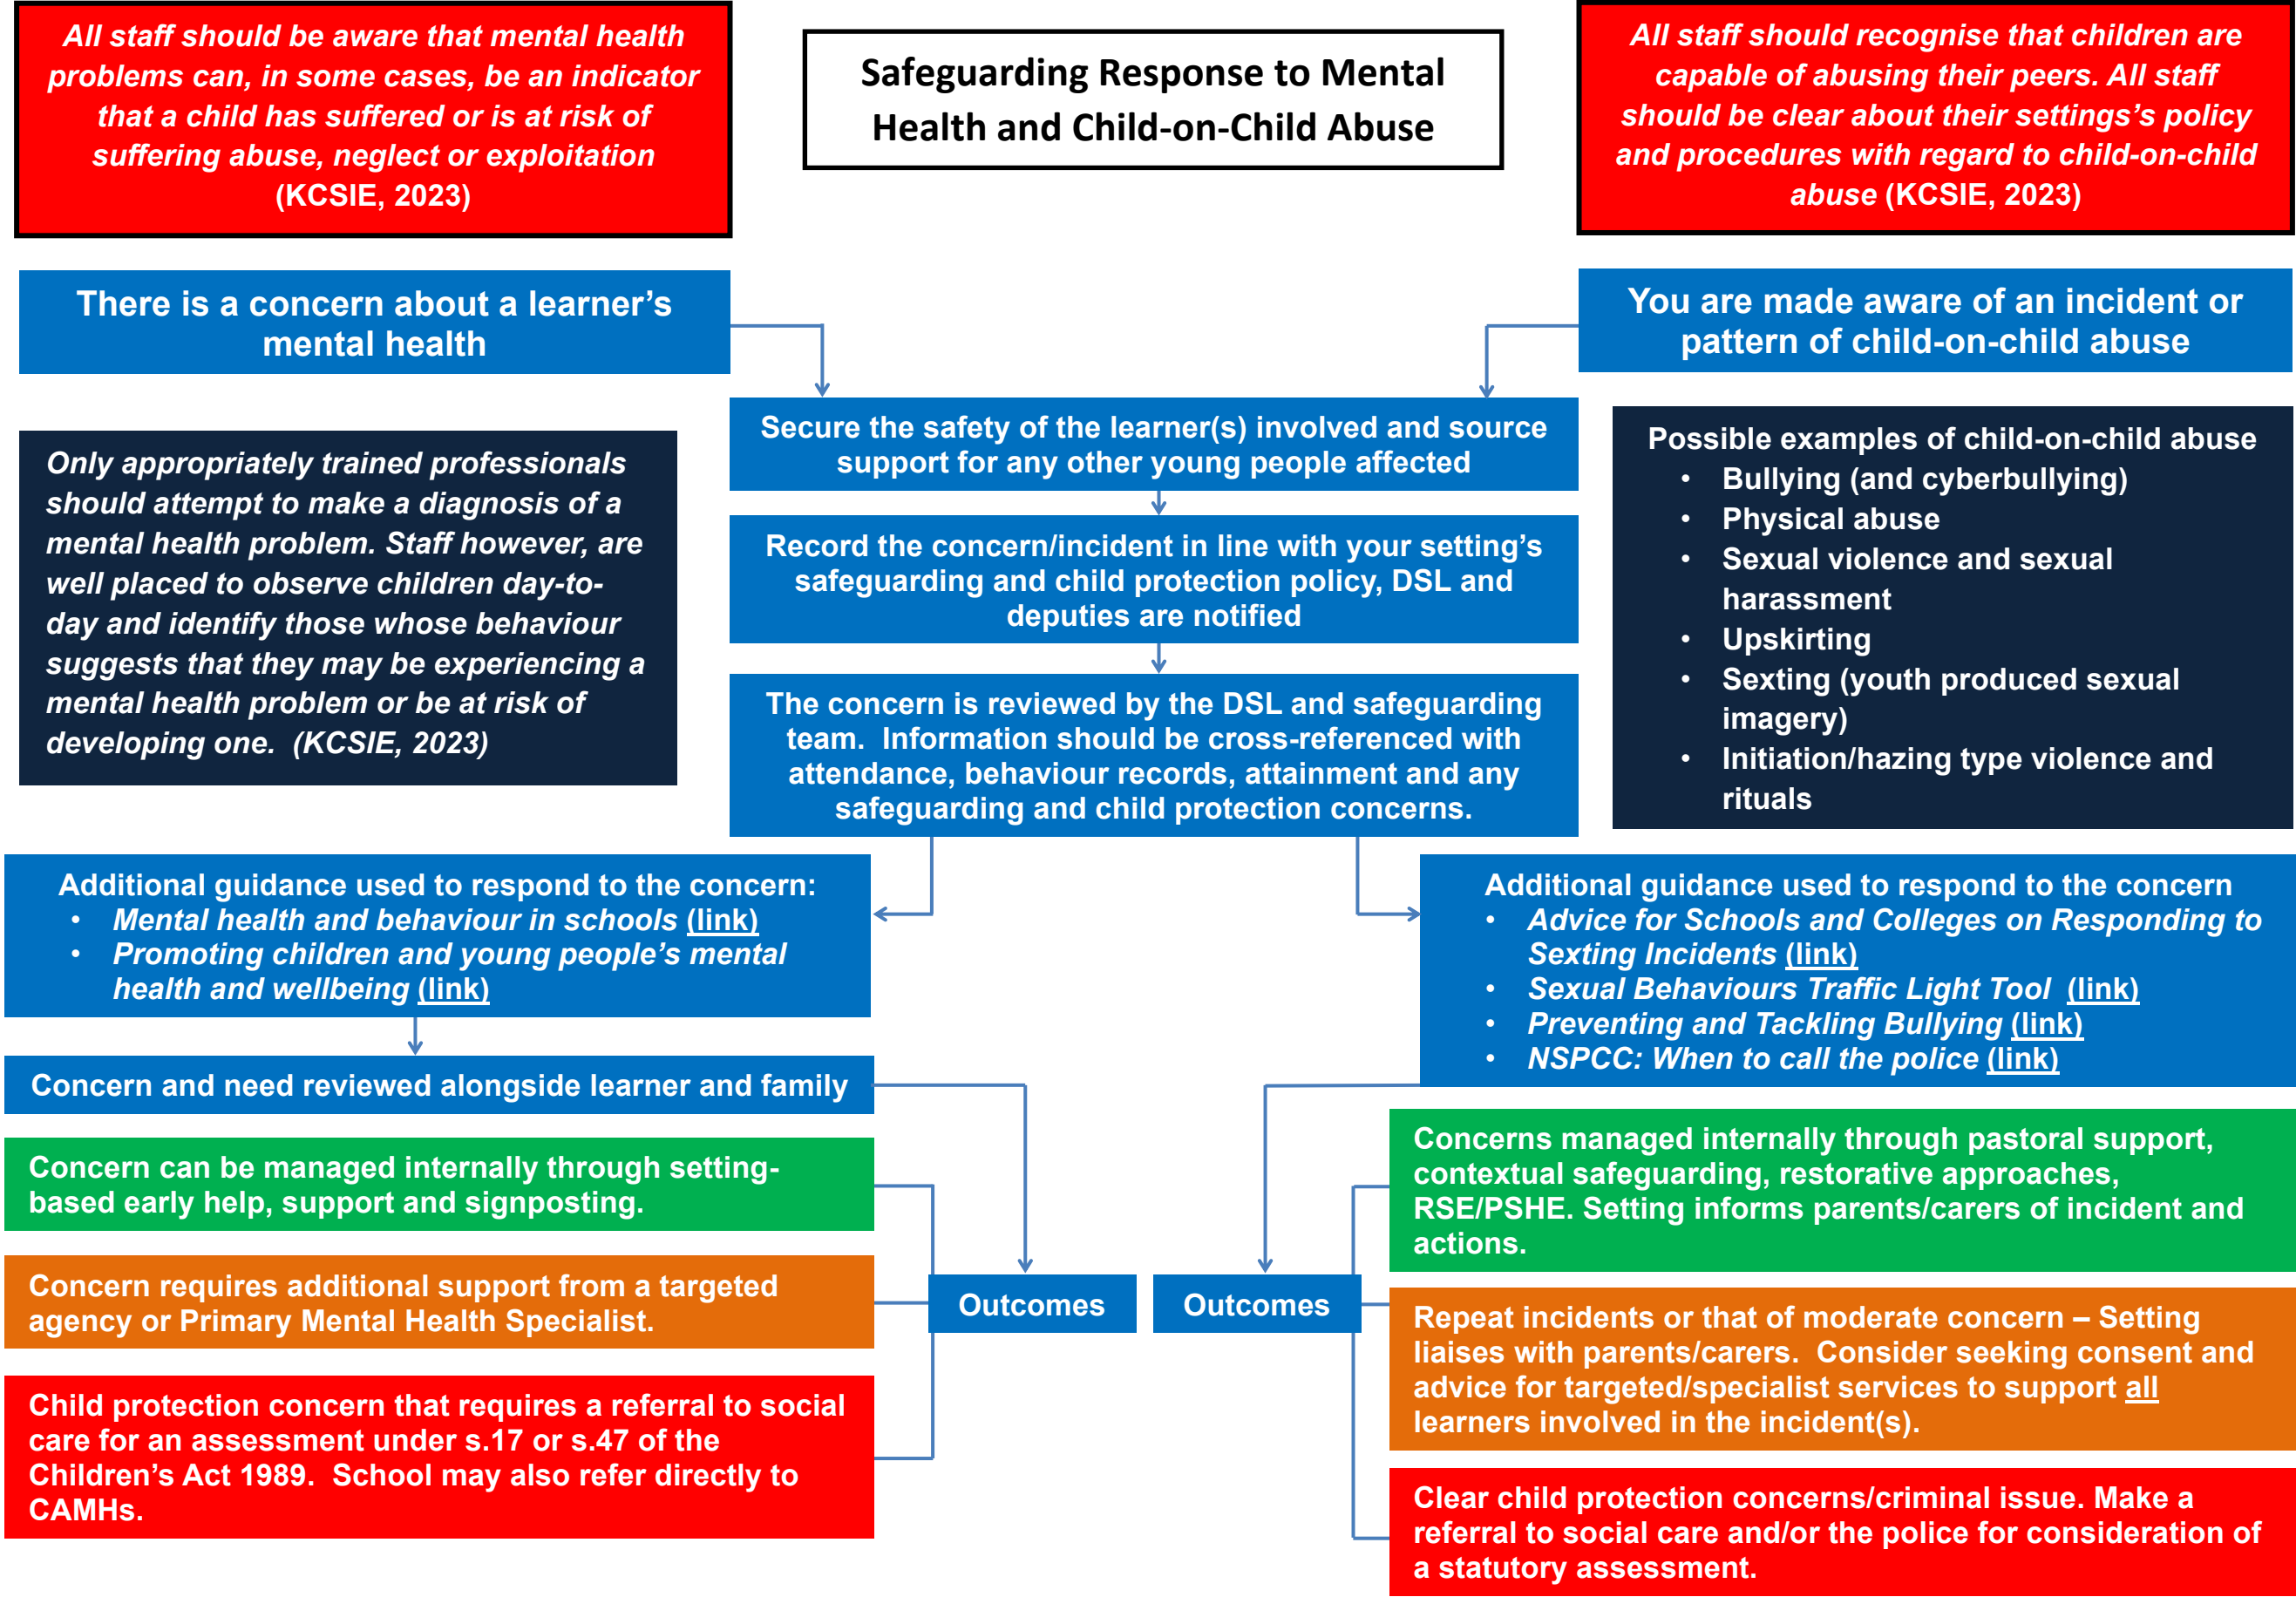 All staff should be aware that mental health
problems can, in some cases, be an indicator
that a child has suffered or is at risk of
suffering abuse, neglect or exploitation
(KCSIE, 2023)
Safeguarding Response to Mental
Health and Child-on-Child Abuse
All staff should recognise that children are
capable of abusing their peers. All staff
should be clear about their settings's policy
and procedures with regard to child-on-child
abuse (KCSIE, 2023)
There is a concern about a learner’s
mental health
You are made aware of an incident or
pattern of child-on-child abuse
Secure the safety of the learner(s) involved and source
support for any other young people affected
Only appropriately trained professionals
should attempt to make a diagnosis of a
mental health problem. Staff however, are
well placed to observe children day-to-
day and identify those whose behaviour
suggests that they may be experiencing a
mental health problem or be at risk of
developing one.  (KCSIE, 2023)
Record the concern/incident in line with your setting’s
safeguarding and child protection policy, DSL and
deputies are notified
The concern is reviewed by the DSL and safeguarding
team.  Information should be cross-referenced with
attendance, behaviour records, attainment and any
safeguarding and child protection concerns.
Possible examples of child-on-child abuse
• Bullying (and cyberbullying)
• Physical abuse
• Sexual violence and sexual
harassment
• Upskirting
• Sexting (youth produced sexual
imagery)
• Initiation/hazing type violence and
rituals
Additional guidance used to respond to the concern:
• Mental health and behaviour in schools (link)
• Promoting children and young people’s mental
health and wellbeing (link)
Additional guidance used to respond to the concern
• Advice for Schools and Colleges on Responding to
Sexting Incidents (link)
• Sexual Behaviours Traffic Light Tool  (link)
• Preventing and Tackling Bullying (link)
• NSPCC: When to call the police (link)
Concern and need reviewed alongside learner and family
Concern can be managed internally through setting-
based early help, support and signposting.
Concern requires additional support from a targeted
agency or Primary Mental Health Specialist.
Child protection concern that requires a referral to social
care for an assessment under s.17 or s.47 of the
Children’s Act 1989.  School may also refer directly to
CAMHs.
Outcomes
Outcomes
Concerns managed internally through pastoral support,
contextual safeguarding, restorative approaches,
RSE/PSHE. Setting informs parents/carers of incident and
actions.
Repeat incidents or that of moderate concern – Setting
liaises with parents/carers.  Consider seeking consent and
advice for targeted/specialist services to support all
learners involved in the incident(s).
Clear child protection concerns/criminal issue. Make a
referral to social care and/or the police for consideration of
a statutory assessment.